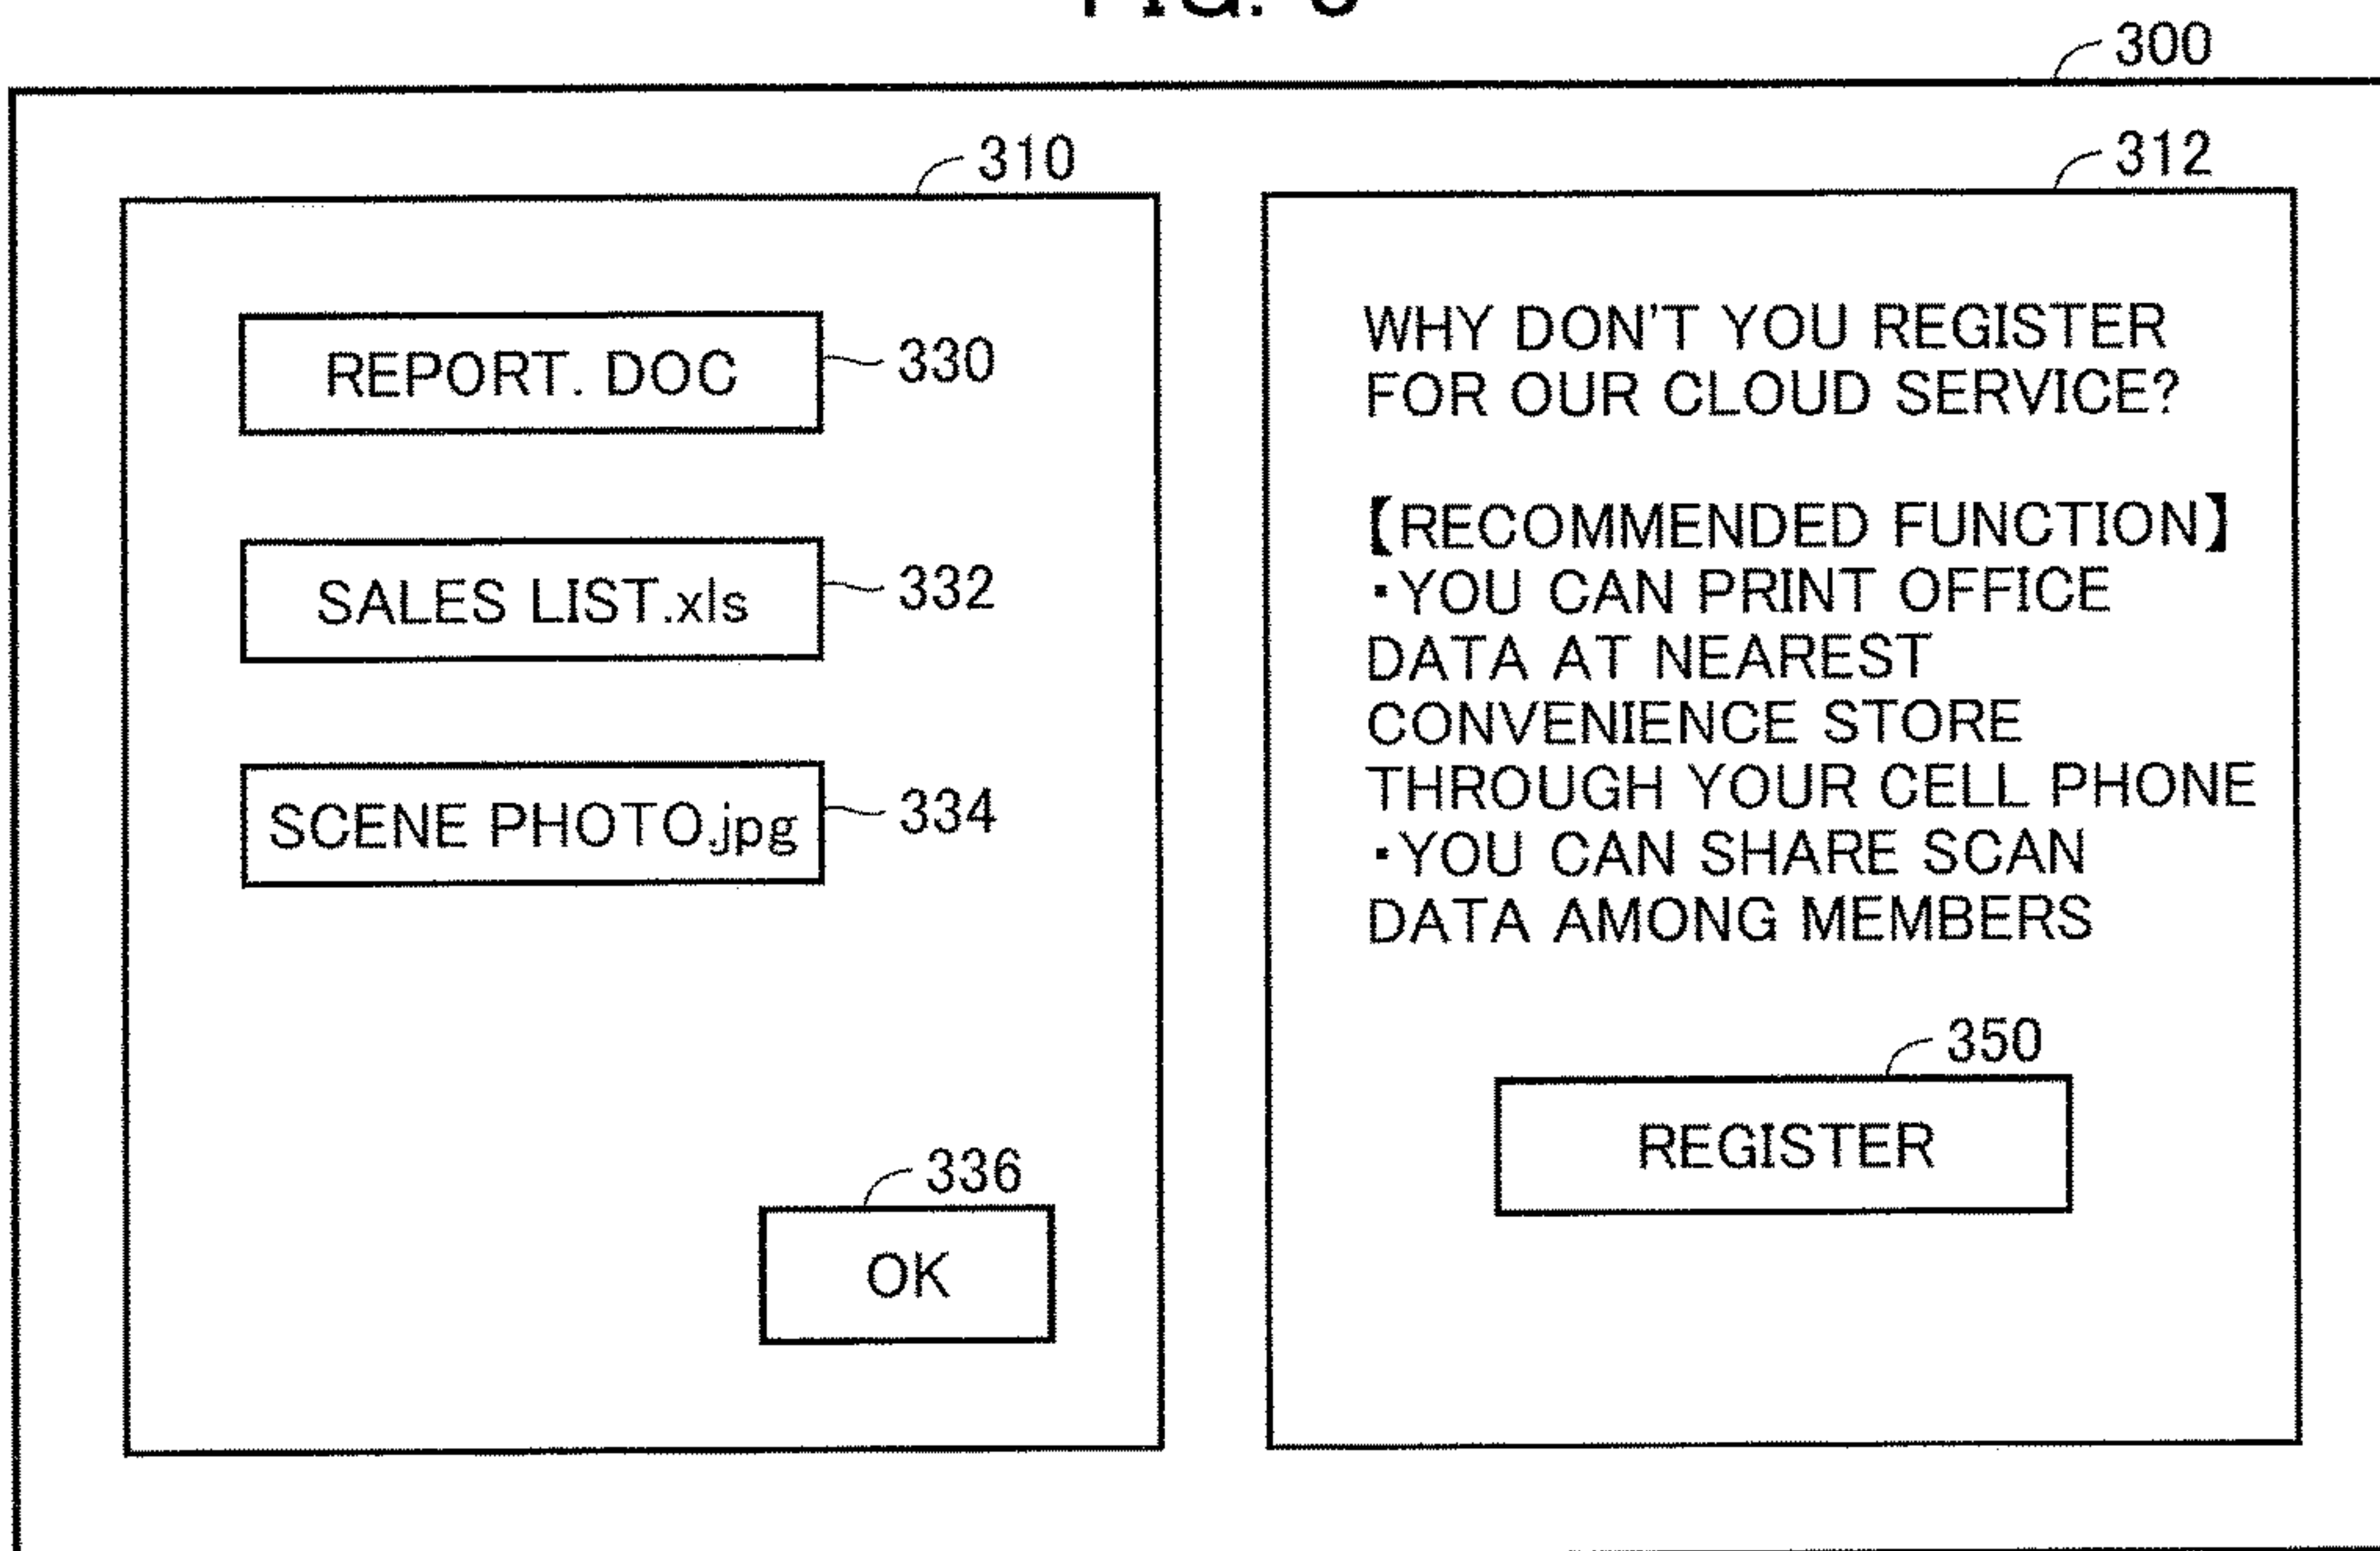 300
310
REPORT. DOC
330
SALES LIST.xls
332
SCENE PHOTO.jpg
334
336
OK
312
WHY DON'T YOU REGISTER
FOR OUR CLOUD SERVICE?
【RECOMMENDED FUNCTION】
・YOU CAN PRINT OFFICE
DATA AT NEAREST
CONVENIENCE STORE
THROUGH YOUR CELL PHONE
・YOU CAN SHARE SCAN
DATA AMONG MEMBERS
350
REGISTER